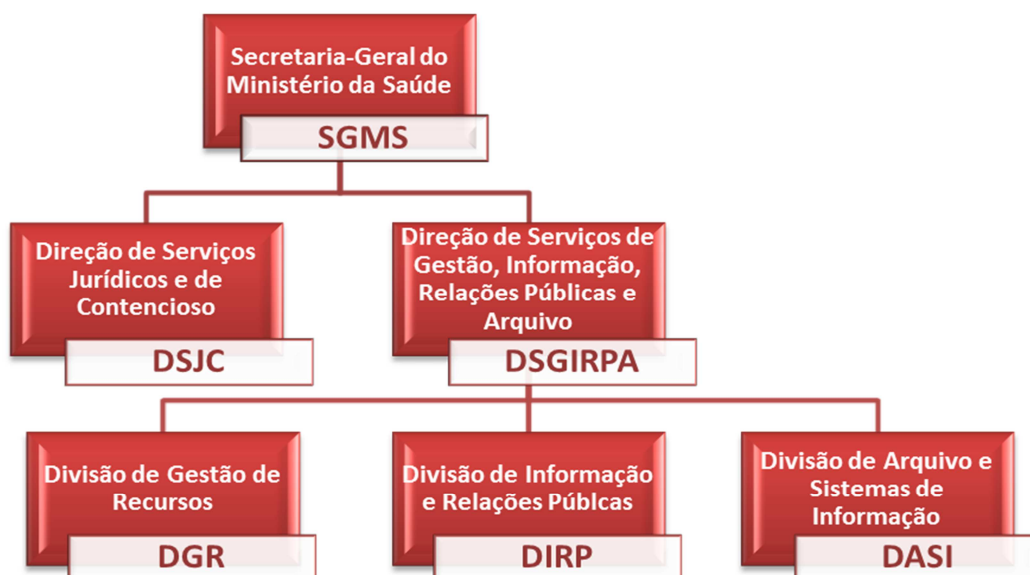 Secretaria-Geral do
Ministério da Saúde
SGMS
Direção de Serviços
Jurídicos e de
Contencioso
DSJC
Direção de Serviços de
Gestão, Informação,
Relações Públicas e
Arquivo
DSGIRPA
Divisão de Gestão de
Recursos
DGR
Divisão de Informação
e Relações Públcas
DIRP
Divisão de Arquivo e
Sistemas de
Informação
DASI